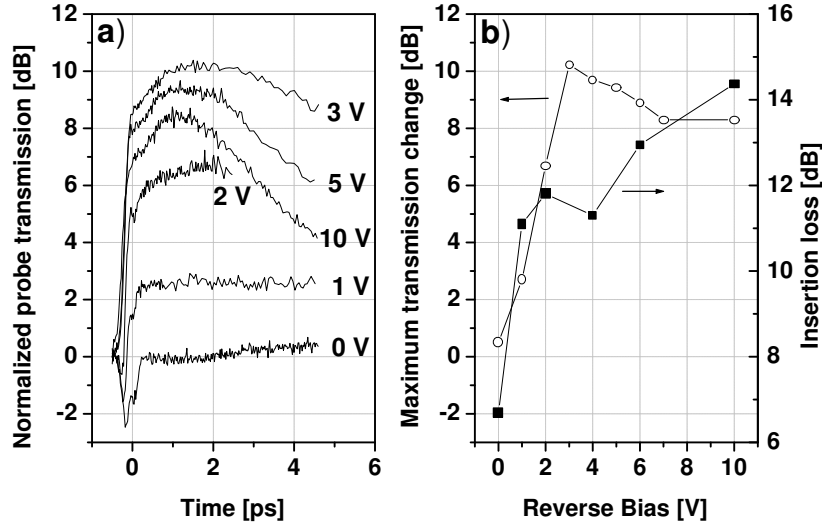 a)
Normalized probe transmission [dB]
12
10
8
6
4
2
0
-2
3 V
5 V
2 V
10 V
1 V
0 V
0
2
4
6
Time [ps]
b)
Maximum transmission change [dB]
12
10
8
6
4
2
0
-2
16
14
12
10
8
6
Insertion loss [dB]
0
2
4
6
8
10
Reverse Bias [V]